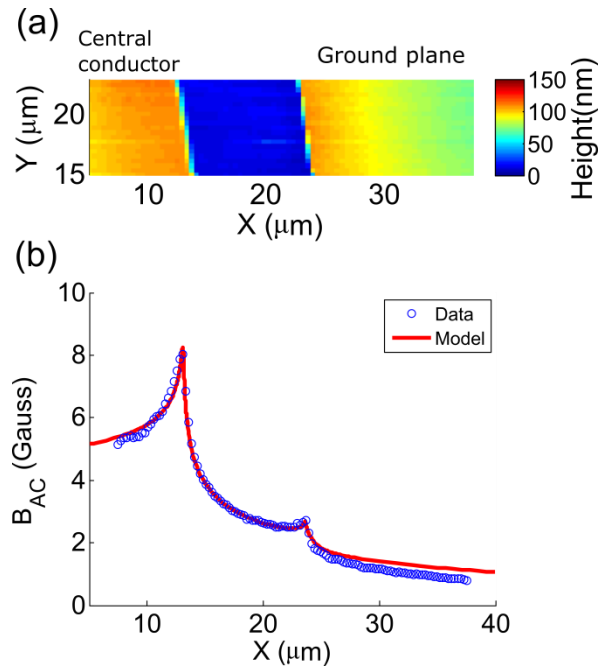 (a)
Central
conductor
Ground plane
Y (μm)
20
15
10
20
30
X (μm)
150
100
50
0
Height(nm)
(b)
10
8
6
4
2
0
B_AC (Gauss)
Data
Model
10
20
30
40
X (μm)